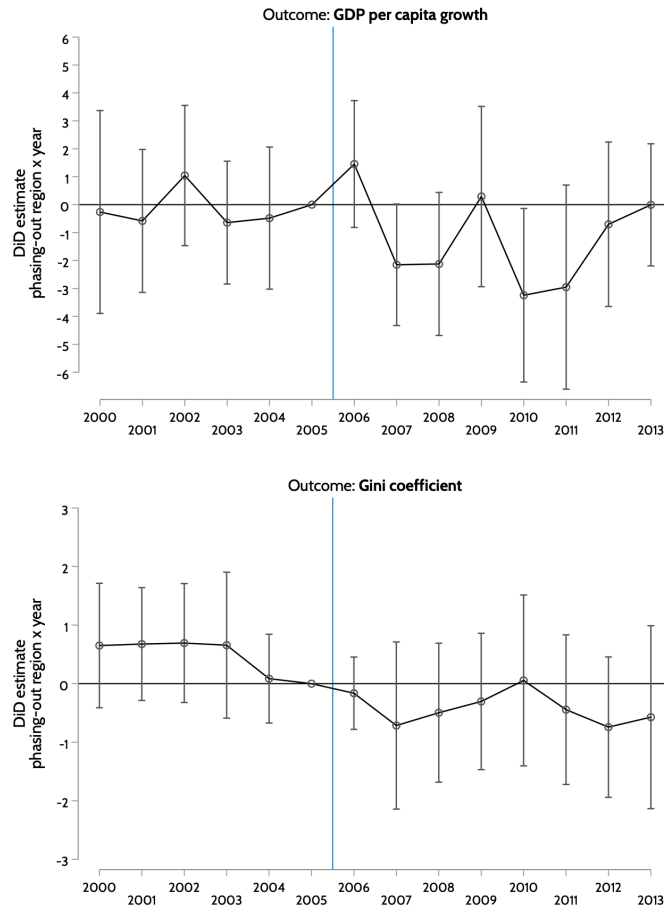 Outcome: GDP per capita growth
DiD estimate
phasing-out region x year
6
5
4
3
2
1
0
-1
-2
-3
-4
-5
-6
2000 2002 2004 2006 2008 2010 2012
2001 2003 2005 2007 2009 2011 2013
Outcome: Gini coefficient
DiD estimate
phasing-out region x year
3
2
1
0
-1
-2
-3
2000 2002 2004 2006 2008 2010 2012
2001 2003 2005 2007 2009 2011 2013